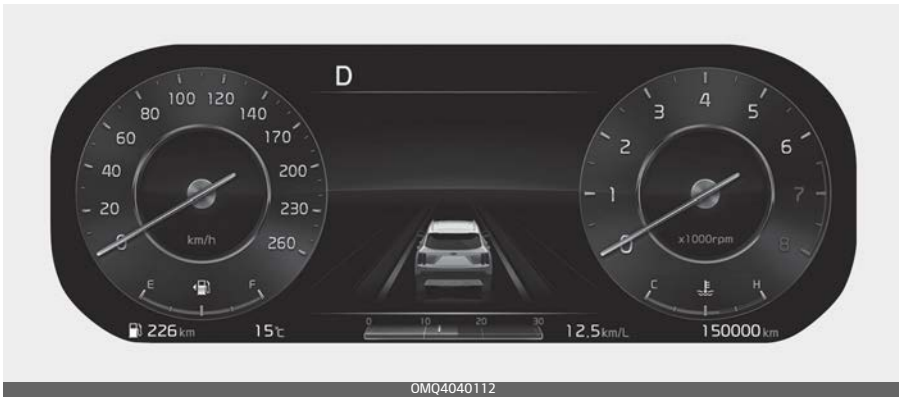 D
100 120
80 140
60 170
40 200
20 230
0 260
km/h
E F
226 km
15℃
0 10 20 30
12.5 km/L
4
3 5
2 6
1 7
0 8
x1000rpm
C H
150000 km
OMQ4040112